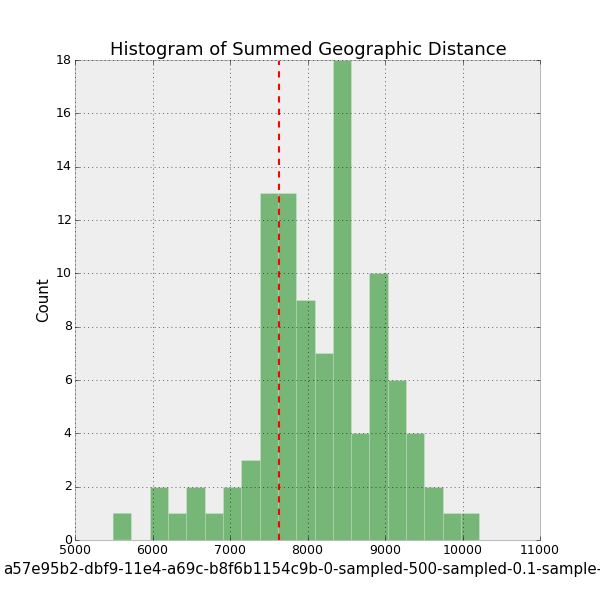 Histogram of Summed Geographic Distance
18
16
14
12
10
8
6
4
2
0
Count
5000 6000 7000 8000 9000 10000 11000
a57e95b2-dbf9-11e4-a69c-b8f6b1154c9b-0-sampled-500-sampled-0.1-sample-